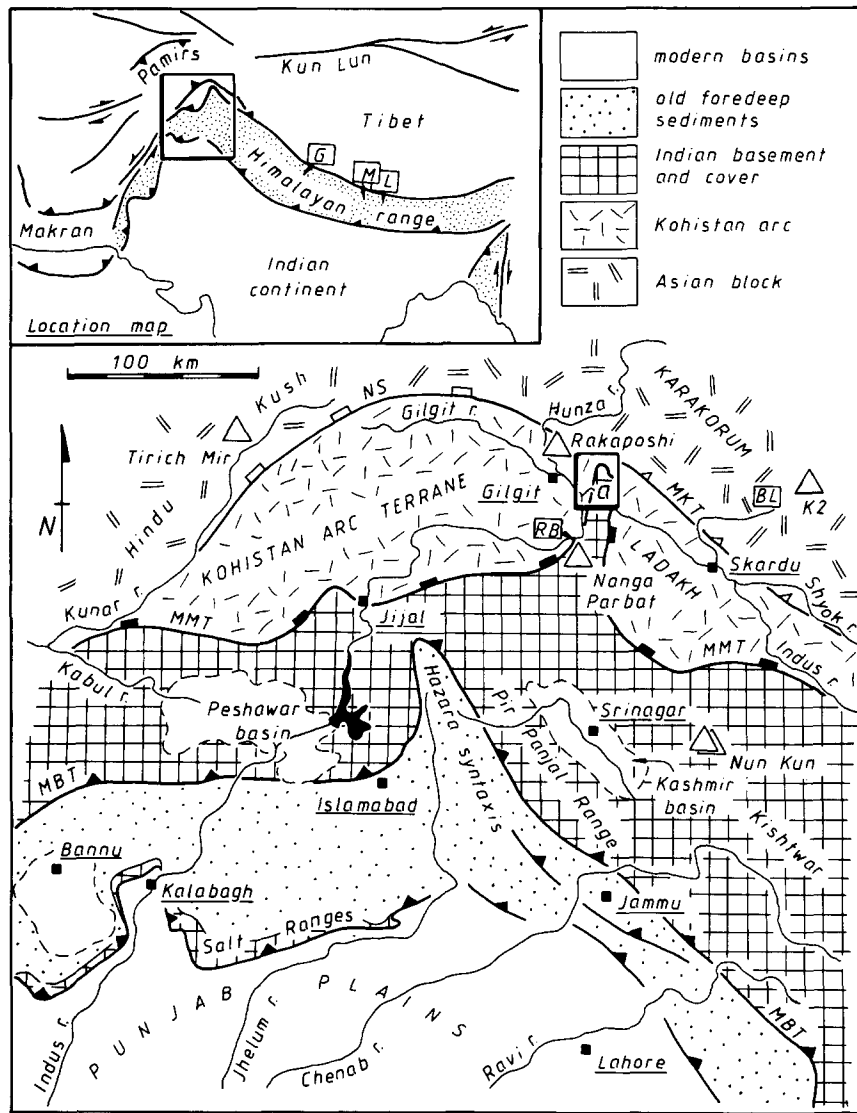 Pamirs
Kun Lun
Tibet
G
M
L
Himalayan
range
Makran
Indian
continent
Location map
modern basins
old foredeep
sediments
Indian basement
and cover
Kohistan arc
Asian block
100 km
N
Hindu Kush
NS
Gilgit r.
Hunza r.
KARAKORUM
Tirich Mir
Rakaposhi
Gilgit
MKT
BL
K2
KOHISTAN ARC TERRANE
RB
LADAKH
Skardu
Nanga
Parbat
Shyok r.
Kunar r.
MMT
Jijal
MMT
Indus r.
Kabul r.
Peshawar
basin
Hazara syntaxis
Pir Panjal Range
Srinagar
Nun Kun
Kashmir
basin
Kishtwar
MBT
Islamabad
Bannu
Kalabagh
Salt Ranges
Jammu
PUNJAB PLAINS
MBT
Indus r.
Jhelum r.
Chenab r.
Ravi r.
Lahore